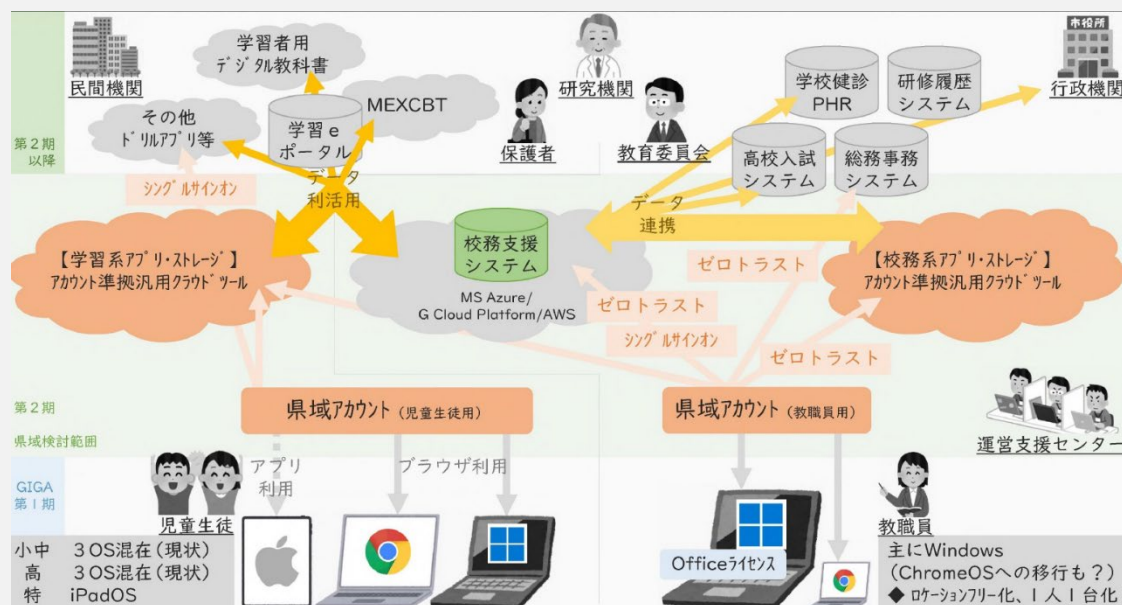 学習者用
デジタル教科書
民間機関
MEXCBT
その他
ドリルアプリ等
学習e
ポータル
研究機関
保護者
教育委員会
学校健診
PHR
研修履歴
システム
市役所
行政機関
高校入試
システム
総務事務
システム
第2期
以降
シングルサインオン
データ
利活用
データ
連携
【学習系アプリ・ストレージ】
アカウント準拠汎用クラウドツール
校務支援
システム
MS Azure/
G Cloud Platform/AWS
ゼロトラスト
【校務系アプリ・ストレージ】
アカウント準拠汎用クラウドツール
ゼロトラスト
シングルサインオン
ゼロトラスト
第2期
県域検討範囲
県域アカウント（児童生徒用）
県域アカウント（教職員用）
運営支援センター
GIGA
第1期
アプリ
利用
ブラウザ利用
児童生徒
教職員
Officeライセンス
小中 3OS混在(現状)
高 3OS混在(現状)
特 iPadOS
主にWindows
(ChromeOSへの移行も？)
◆ ロケーションフリー化、1人1台化